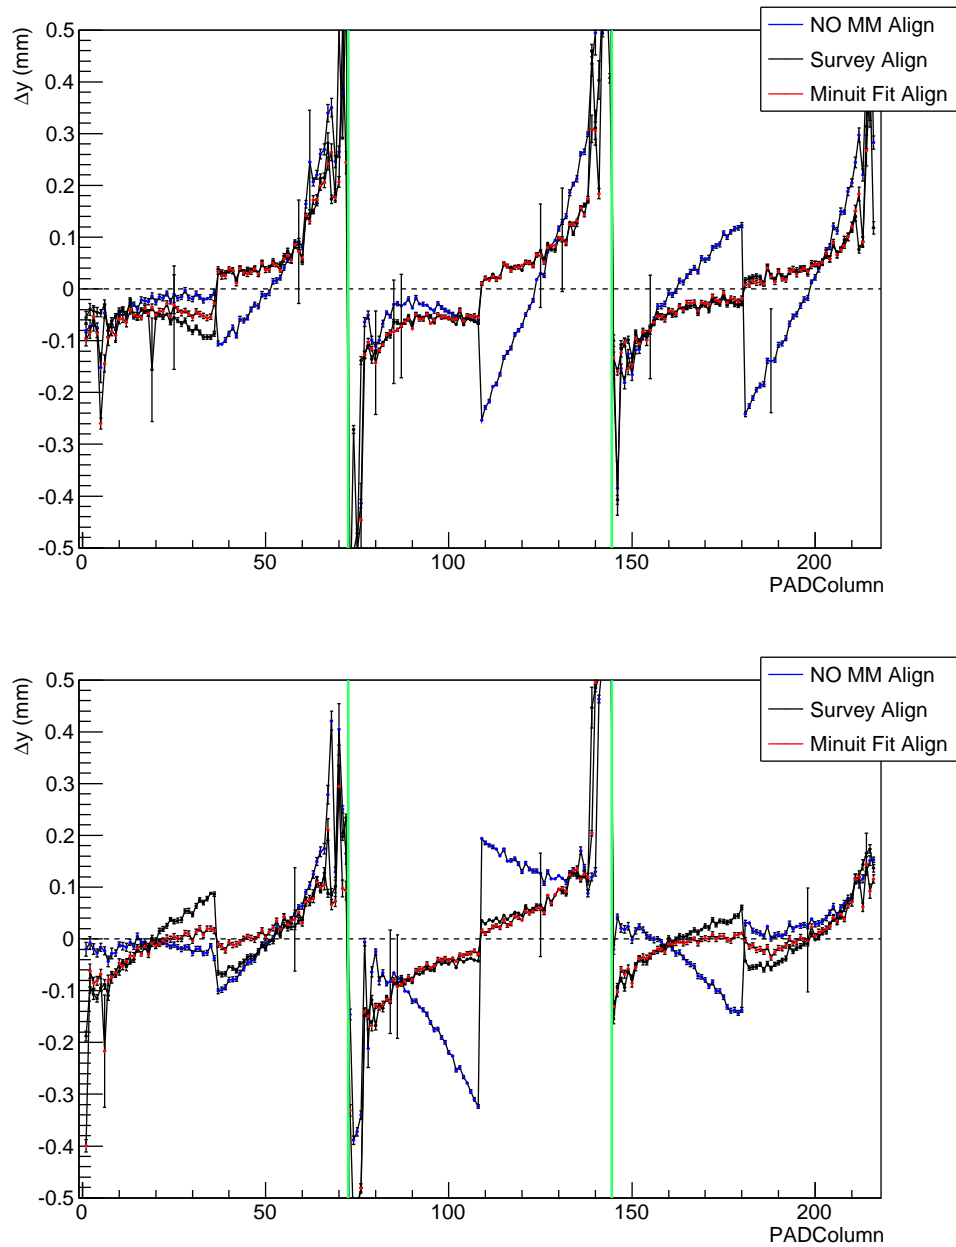 0.5
NO MM Align
Survey Align
Minuit Fit Align
Δy (mm)
0.4
0.3
0.2
0.1
0
-0.1
-0.2
-0.3
-0.4
-0.5
0 50 100 150 200
PADColumn
0.5
NO MM Align
Survey Align
Minuit Fit Align
Δy (mm)
0.4
0.3
0.2
0.1
0
-0.1
-0.2
-0.3
-0.4
-0.5
0 50 100 150 200
PADColumn